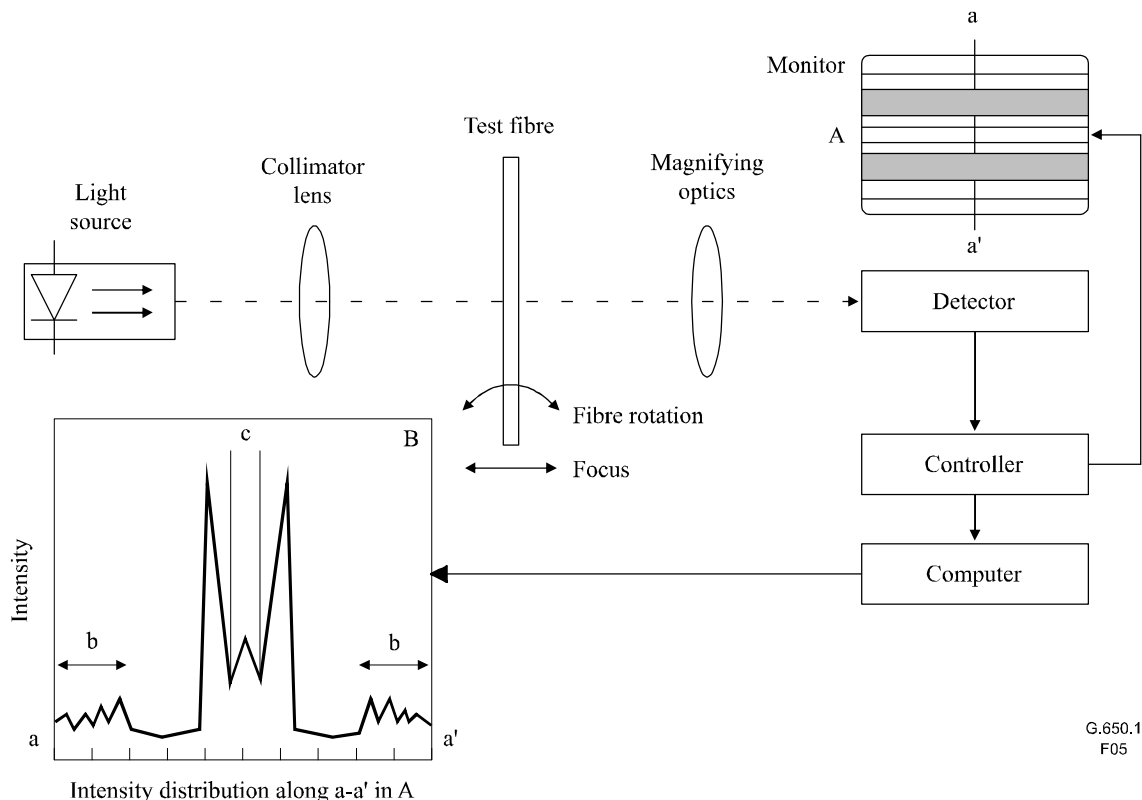 a
Monitor
A
a'
Test fibre
Collimator
lens
Magnifying
optics
Light
source
Detector
Fibre rotation
Focus
Controller
Computer
B
c
Intensity
b
b
a
a'
Intensity distribution along a-a' in A
G.650.1
F05